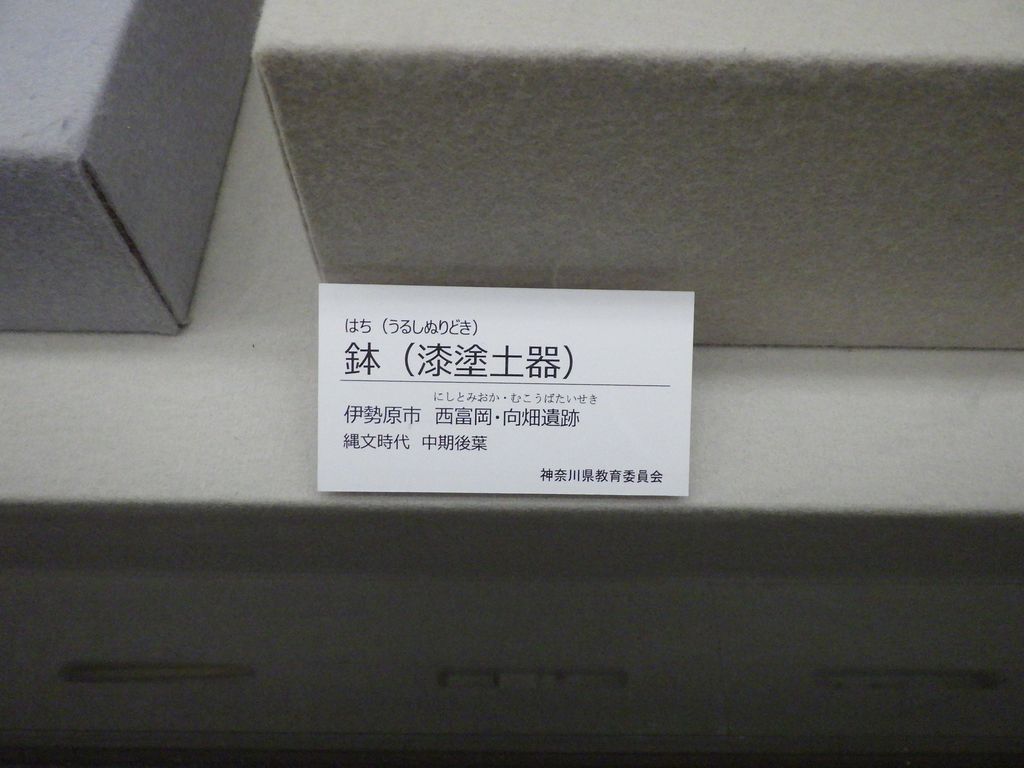 はち（うるしぬりどき）
鉢（漆塗土器）
にしとみおか・むこうばたいせき
伊勢原市 西富岡・向畑遺跡
縄文時代 中期後葉
神奈川県教育委員会